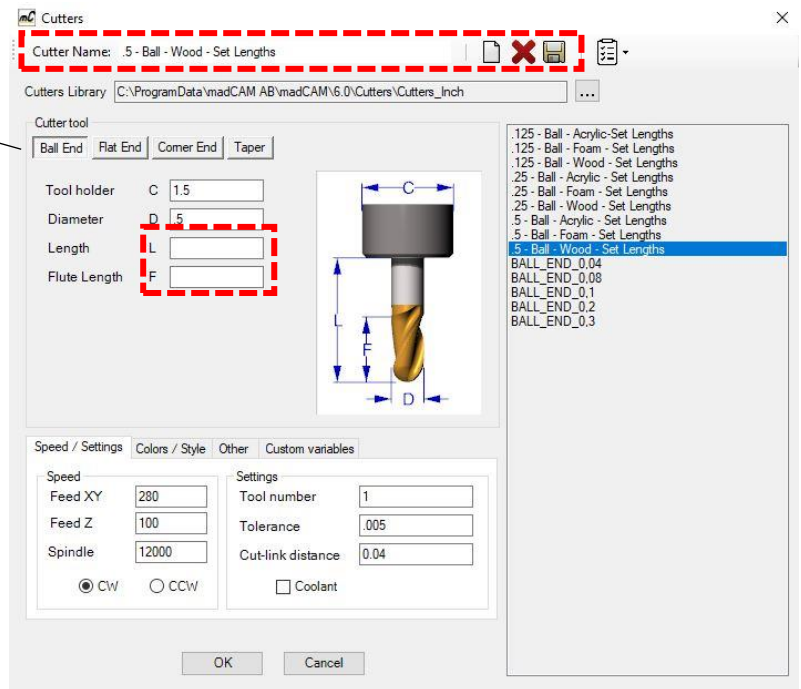 mC Cutters
Cutter Name: .5 - Ball - Wood - Set Lengths
Cutters Library C:\ProgramData\madCAM AB\madCAM\6.0\Cutters\Cutters_Inch ...
Cutter tool
Ball End Flat End Corner End Taper
Tool holder C 1.5
Diameter D .5
Length L
Flute Length F
C
L
F
D
.125 - Ball - Acrylic-Set Lengths
.125 - Ball - Foam - Set Lengths
.125 - Ball - Wood - Set Lengths
.25 - Ball - Acrylic - Set Lengths
.25 - Ball - Foam - Set Lengths
.25 - Ball - Wood - Set Lengths
.5 - Ball - Acrylic - Set Lengths
.5 - Ball - Foam - Set Lengths
.5 - Ball - Wood - Set Lengths
BALL_END_0,04
BALL_END_0,08
BALL_END_0,1
BALL_END_0,2
BALL_END_0,3
Speed / Settings Colors / Style Other Custom variables
Speed
Feed XY 280
Feed Z 100
Spindle 12000
CW CCW
Settings
Tool number 1
Tolerance .005
Cut-link distance 0.04
Coolant
OK Cancel